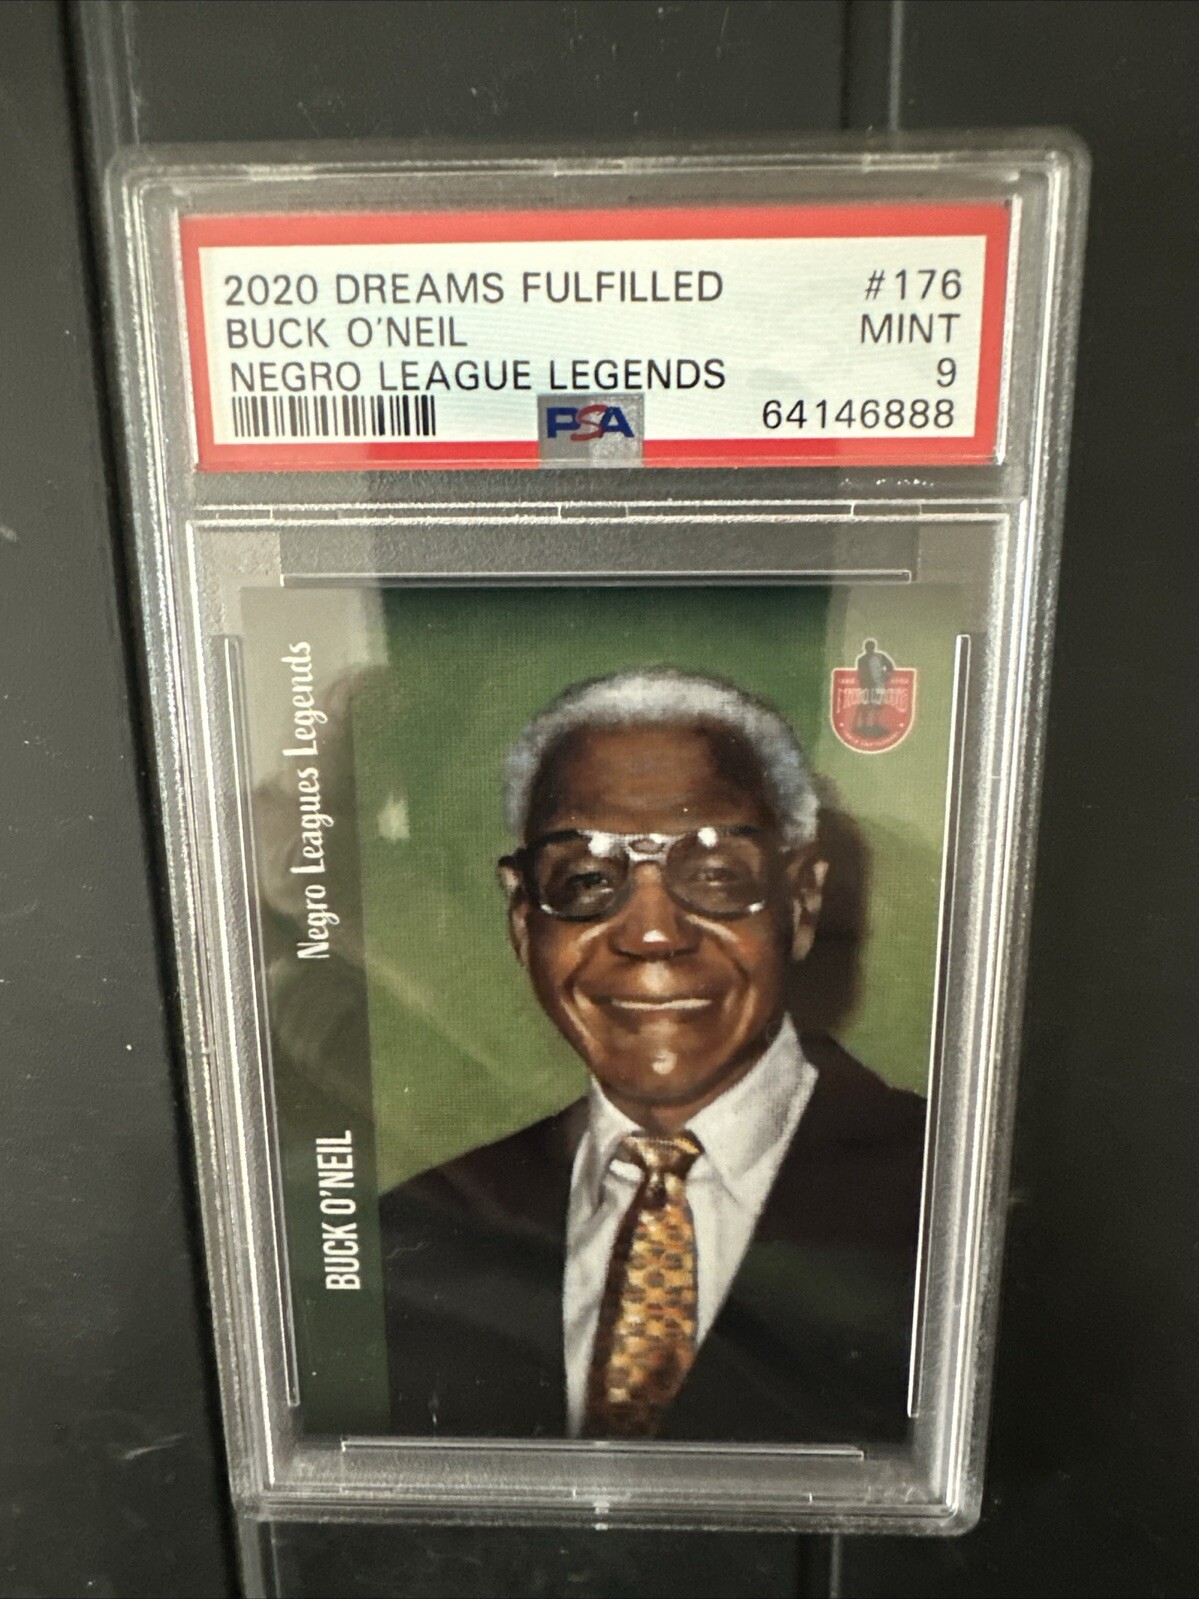 2020 DREAMS FULFILLED #176
BUCK O'NEIL MINT
NEGRO LEAGUE LEGENDS 9
PSA 64146888
Negro Leagues Legends
BUCK O'NEIL